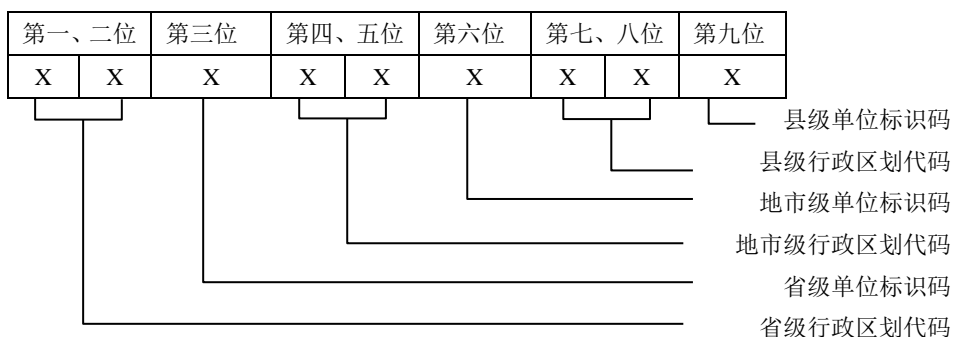 第一、二位 第三位 第四、五位 第六位 第七、八位 第九位
X X X X X X X X X
县级单位标识码
县级行政区划代码
地市级单位标识码
地市级行政区划代码
省级单位标识码
省级行政区划代码